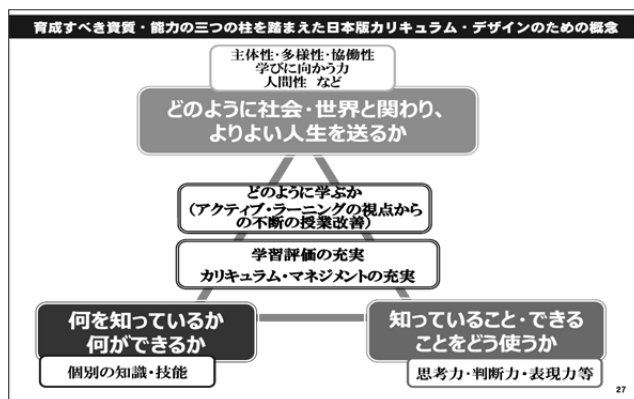 育成すべき資質・能力の三つの柱を踏まえた日本版カリキュラム・デザインのための概念
主体性・多様性・協働性
学びに向かう力
人間性 など
どのように社会・世界と関わり、
よりよい人生を送るか
どのように学ぶか
(アクティブ・ラーニングの視点から
の不断の授業改善)
学習評価の充実
カリキュラム・マネジメントの充実
何を知っているか
何ができるか
個別の知識・技能
知っていること・できる
ことをどう使うか
思考力・判断力・表現力等
27